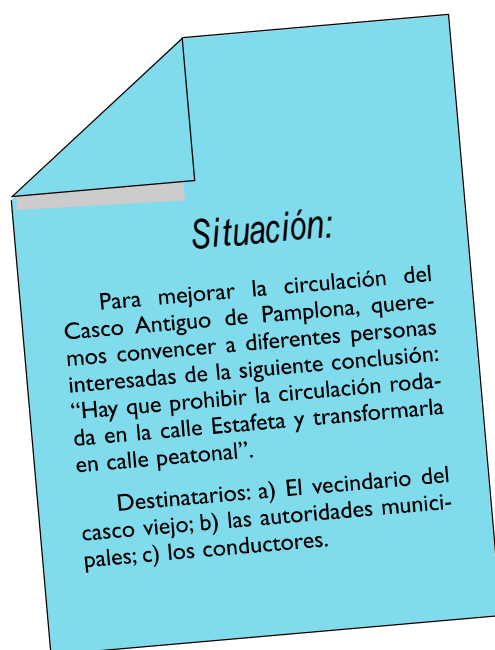 Situación:
Para mejorar la circulación del
Casco Antiguo de Pamplona, quere-
mos convencer a diferentes personas
interesadas de la siguiente conclusión:
“Hay que prohibir la circulación roda-
da en la calle Estafeta y transformarla
en calle peatonal”.
Destinatarios: a) El vecindario del
casco viejo; b) las autoridades munici-
pales; c) los conductores.